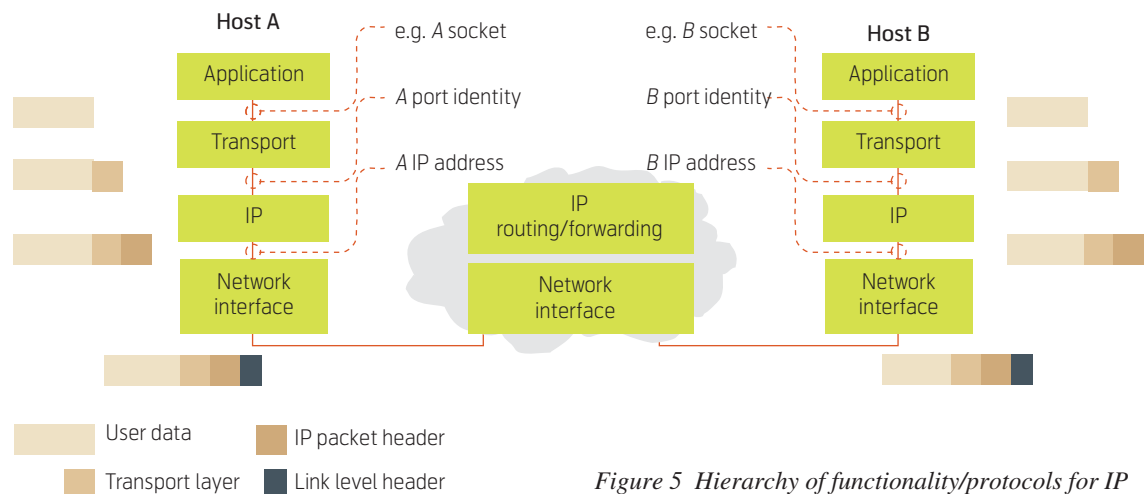 Host A
e.g. A socket
e.g. B socket
Host B
Application
Application
A port identity
B port identity
Transport
Transport
A IP address
B IP address
IP
IP
routing/forwarding
IP
Network
interface
Network
interface
Network
interface
User data
IP packet header
Transport layer
Link level header
Figure 5 Hierarchy of functionality/protocols for IP